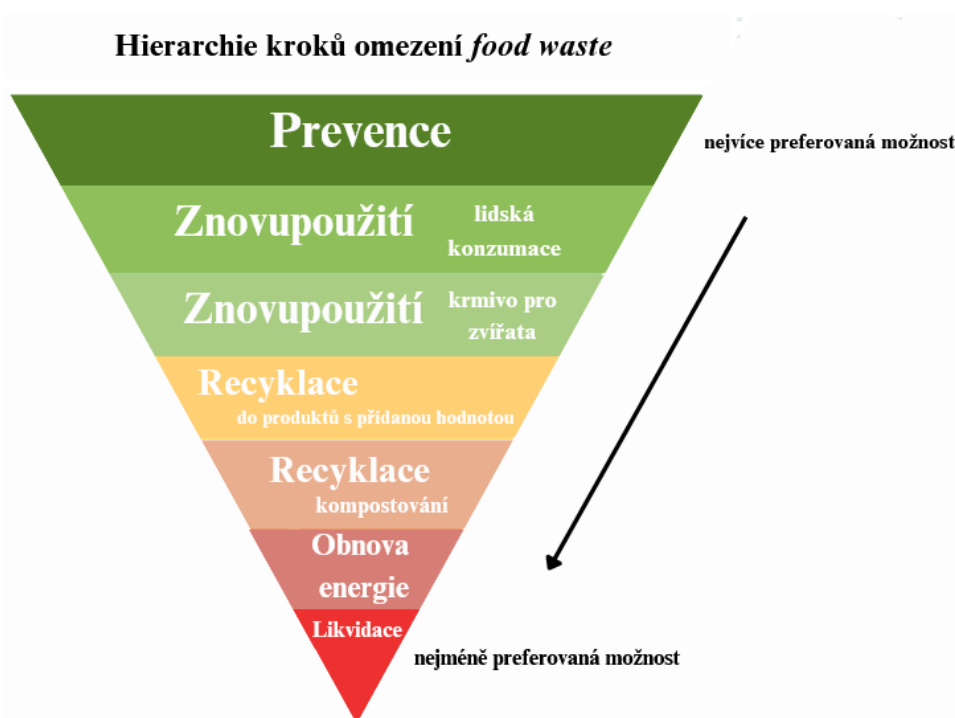 Hierarchie kroků omezení food waste
Prevence
nejvíce preferovaná možnost
Znovupoužití
lidská
konzumace
Znovupoužití
krmivo pro
zvířata
Recyklace
do produktů s přidanou hodnotou
Recyklace
kompostování
Obnova
energie
Likvidace
nejméně preferovaná možnost